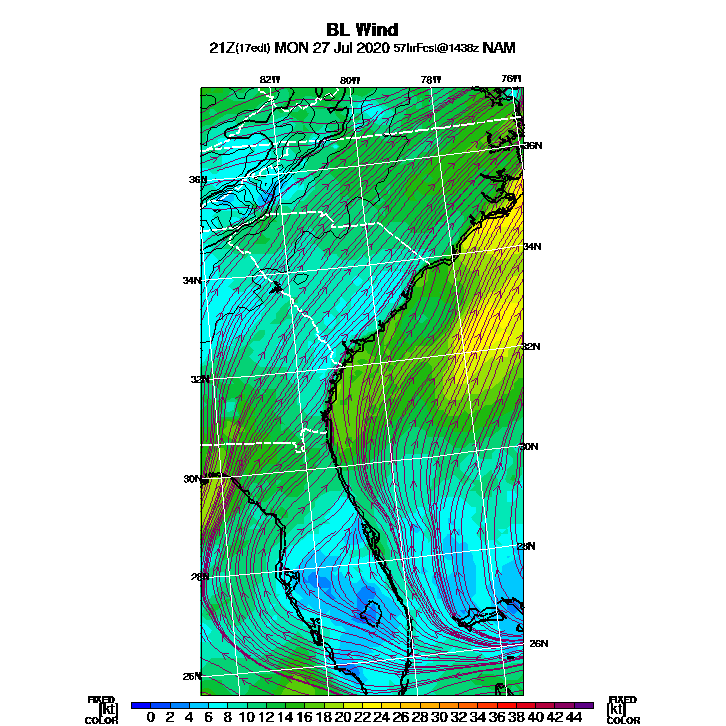 BL Wind
21Z(17edt) MON 27 Jul 2020 57hrFcst@1438z NAM
82W 80W 78W 76W
36N
36N
34N
34N
32N
32N
30N
30N
28N
28N
26N
26N
FIXED FIXED
[kt] 0 2 4 6 8 10 12 14 16 18 20 22 24 26 28 30 32 34 36 38 40 42 44 [kt]
COLOR COLOR